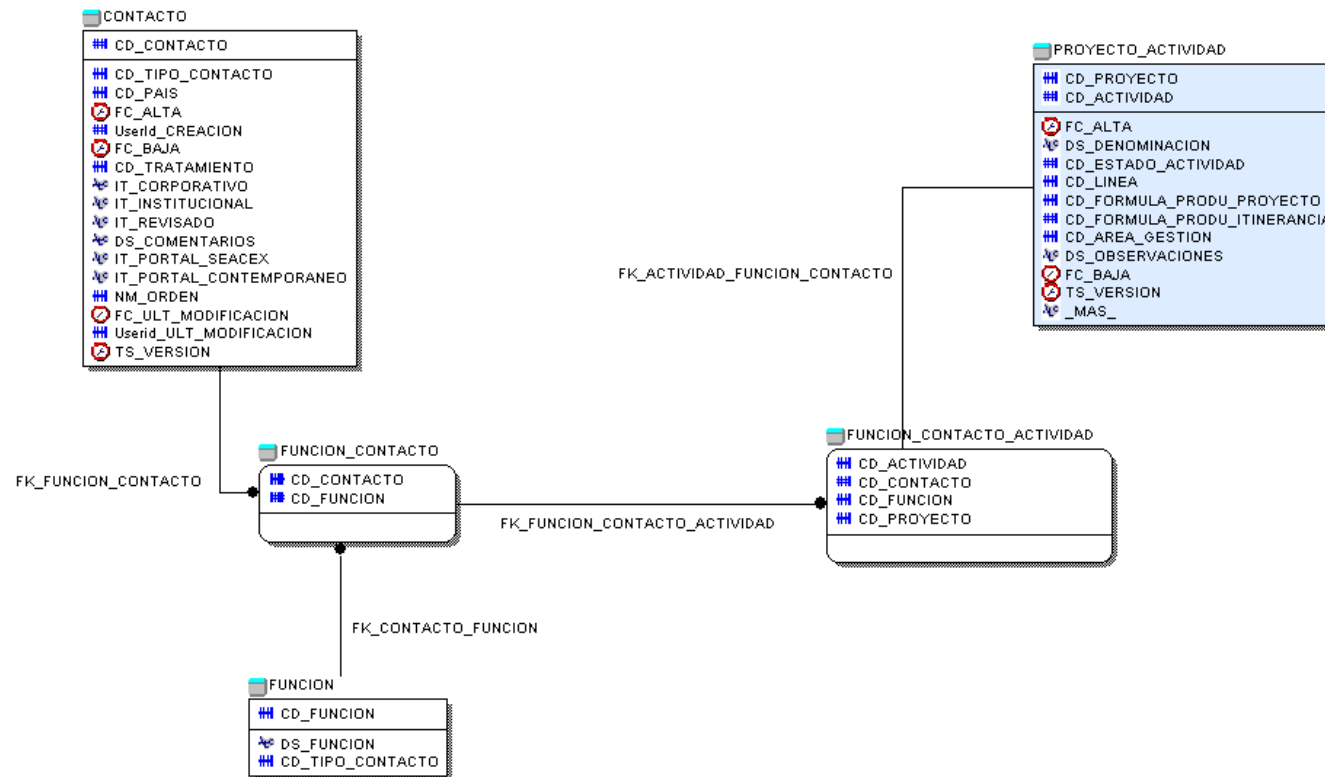 CONTACTO
CD_CONTACTO
CD_TIPO_CONTACTO
CD_PAIS
FC_ALTA
UserId_CREACION
FC_BAJA
CD_TRATAMIENTO
IT_CORPORATIVO
IT_INSTITUCIONAL
IT_REVISADO
DS_COMENTARIOS
IT_PORTAL_SEACEX
IT_PORTAL_CONTEMPORANEO
NM_ORDEN
FC_ULT_MODIFICACION
Userid_ULT_MODIFICACION
TS_VERSION
PROYECTO_ACTIVIDAD
CD_PROYECTO
CD_ACTIVIDAD
FC_ALTA
DS_DENOMINACION
CD_ESTADO_ACTIVIDAD
CD_LINEA
CD_FORMULA_PRODU_PROYECTO
CD_FORMULA_PRODU_ITINERANCIA
CD_AREA_GESTION
DS_OBSERVACIONES
FC_BAJA
TS_VERSION
_MAS_
FK_ACTIVIDAD_FUNCION_CONTACTO
FK_FUNCION_CONTACTO
FUNCION_CONTACTO
CD_CONTACTO
CD_FUNCION
FK_FUNCION_CONTACTO_ACTIVIDAD
FUNCION_CONTACTO_ACTIVIDAD
CD_ACTIVIDAD
CD_CONTACTO
CD_FUNCION
CD_PROYECTO
FK_CONTACTO_FUNCION
FUNCION
CD_FUNCION
DS_FUNCION
CD_TIPO_CONTACTO